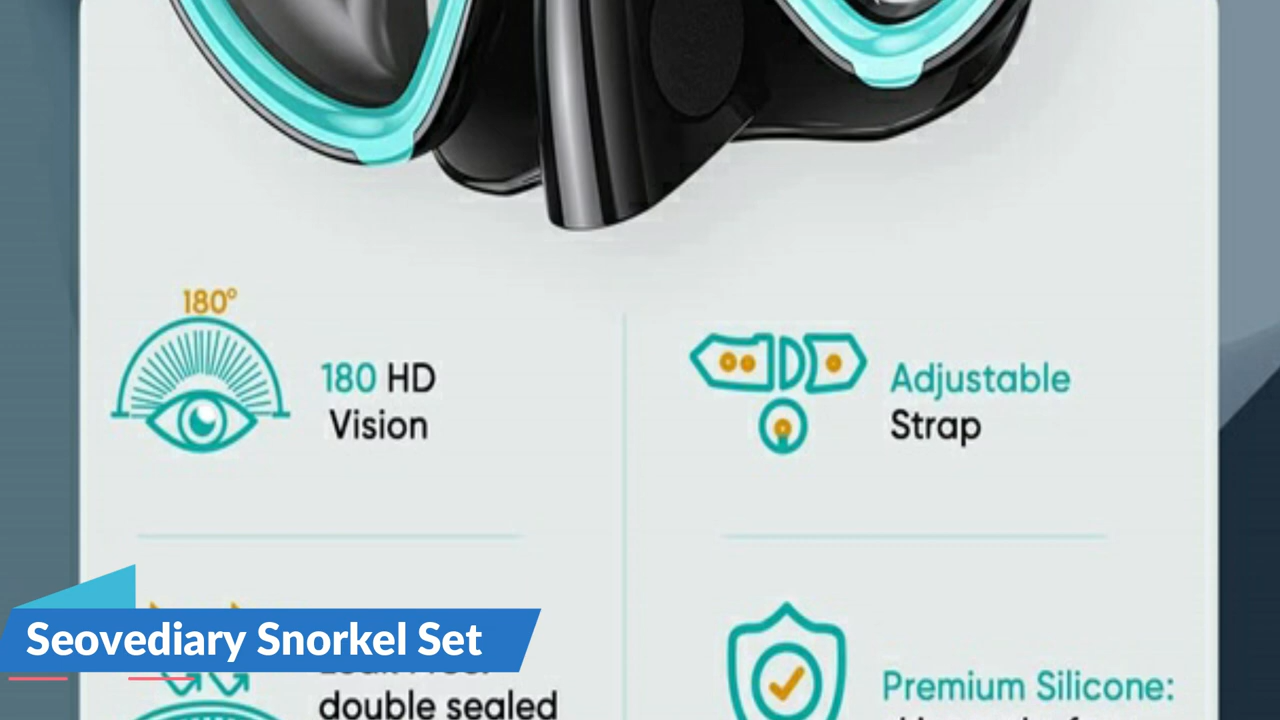 180°
180 HD
Vision
Adjustable
Strap
Seovediary Snorkel Set
double sealed
Premium Silicone: